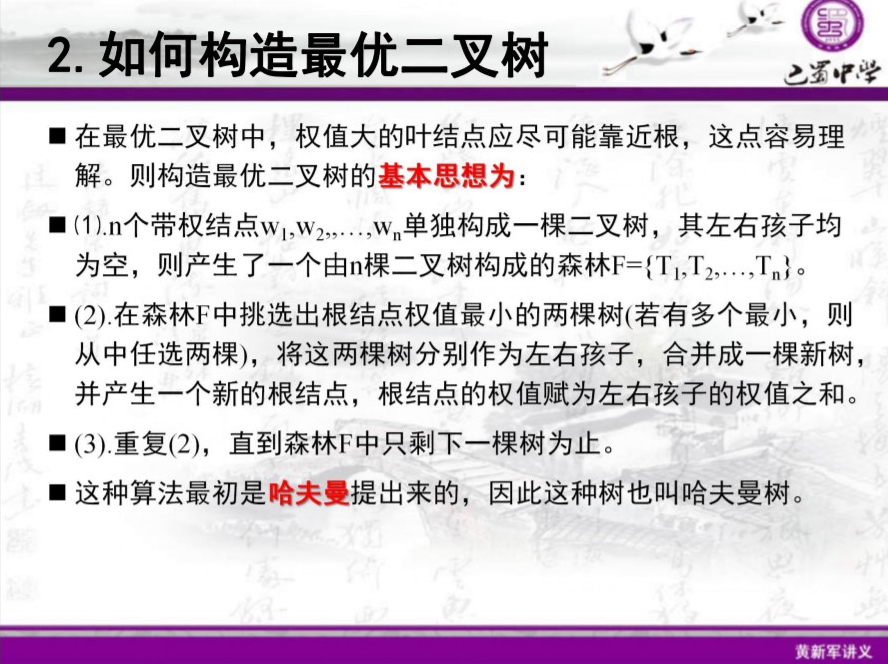 2.如何构造最优二叉树
巴蜀中学
■ 在最优二叉树中，权值大的叶结点应尽可能靠近根，这点容易理
解。则构造最优二叉树的基本思想为：
■ ⑴.n个带权结点w1,w2,,…,wn单独构成一棵二叉树，其左右孩子均
为空，则产生了一个由n棵二叉树构成的森林F={T1,T2,…,Tn}。
■ (2).在森林F中挑选出根结点权值最小的两棵树(若有多个最小，则
从中任选两棵)，将这两棵树分别作为左右孩子，合并成一棵新树，
并产生一个新的根结点，根结点的权值赋为左右孩子的权值之和。
■ (3).重复(2)，直到森林F中只剩下一棵树为止。
■ 这种算法最初是哈夫曼提出来的，因此这种树也叫哈夫曼树。
黄新军讲义